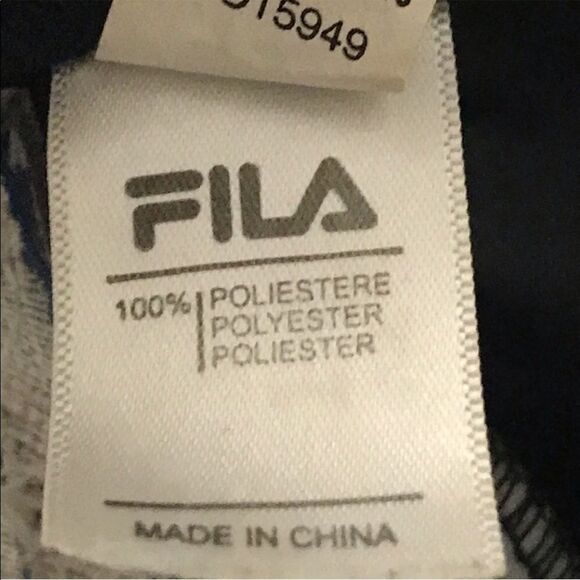 15949
FILA
100% POLIESTERE
POLYESTER
POLIESTER
MADE IN CHINA